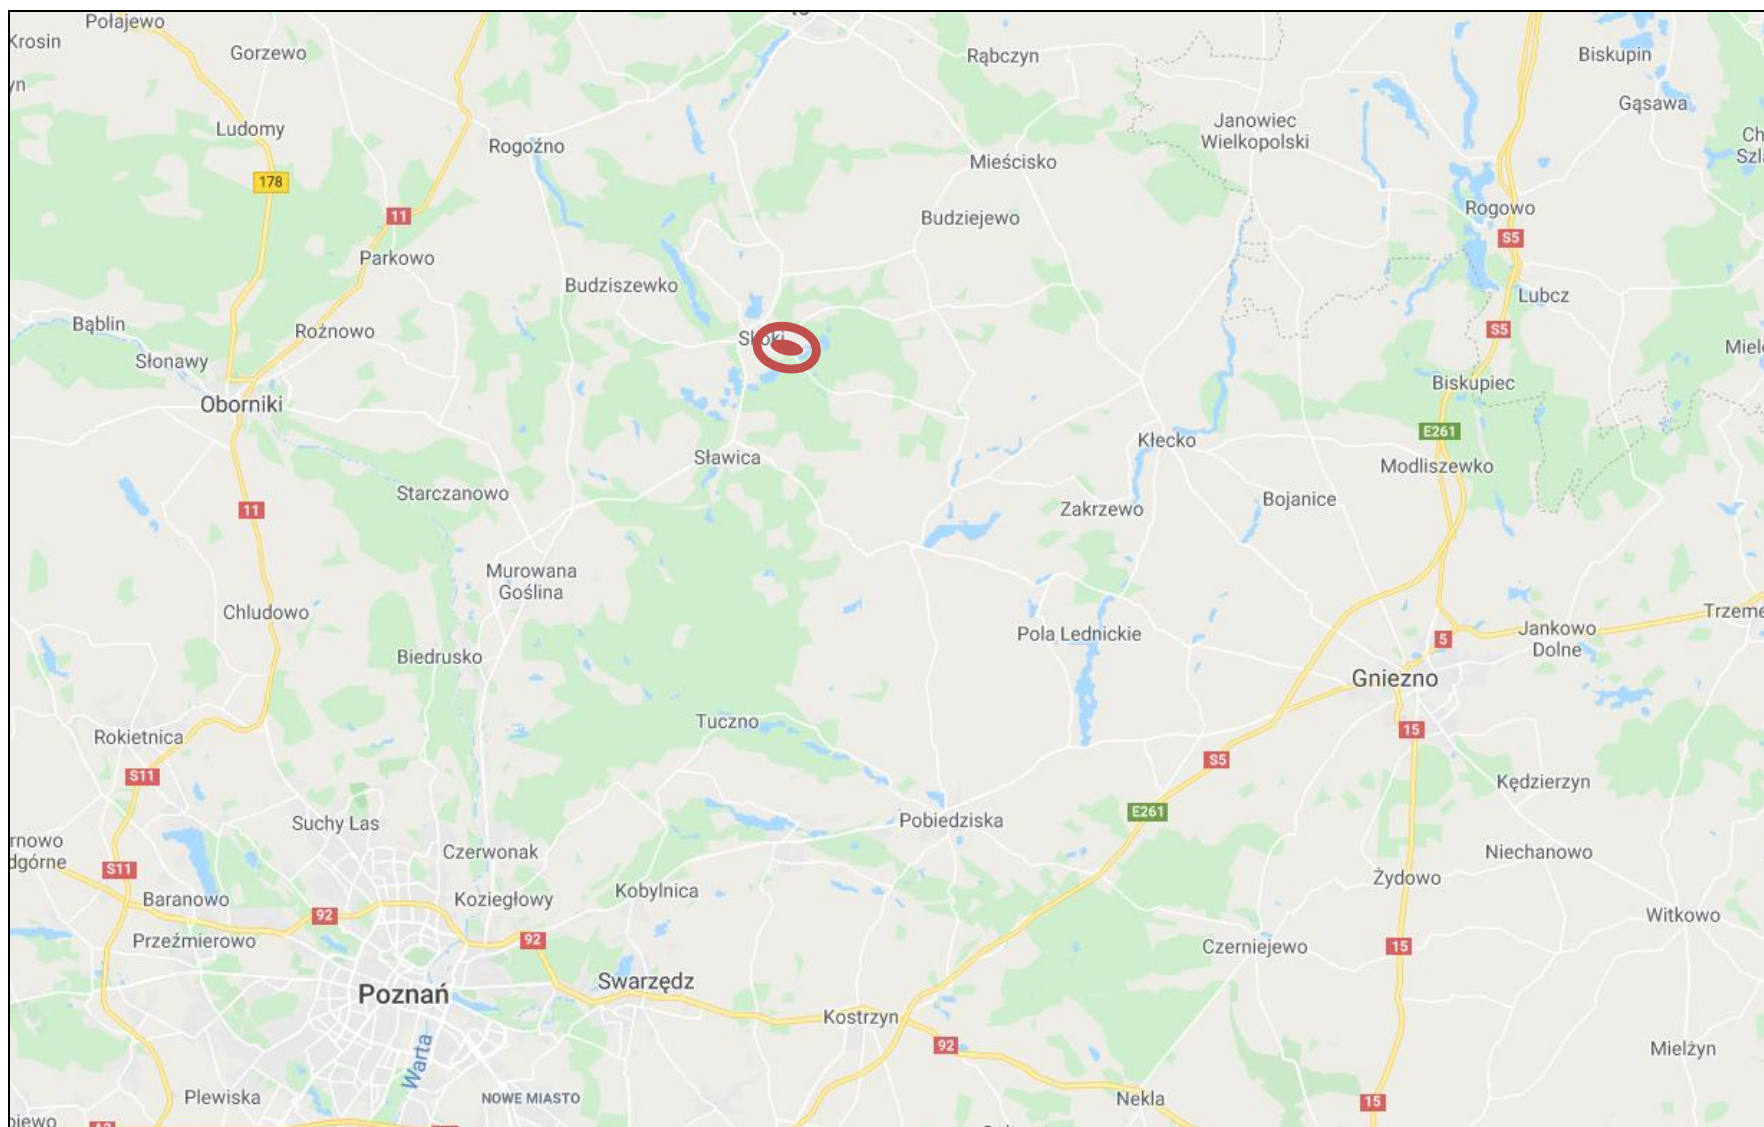 Połajewo
Krosin
Gorzewo
Rąbczyn
Biskupin
Gąsawa
Ludomy
Janowiec
Wielkopolski
Rogoźno
Mieścisko
178
Rogowo
11
Budziejewo
S5
Parkowo
Budziszewko
Lubcz
Bąblin
Rożnowo
S5
Słonawy
Biskupiec
Oborniki
E261
Kłecko
Sławica
Modliszewko
Starczanowo
Bojanice
11
Zakrzewo
Murowana
Goślina
Chludowo
Pola Lednickie
5
Jankowo
Dolne
Biedrusko
Gniezno
Tuczno
15
Rokietnica
S5
S11
Kędzierzyn
E261
Suchy Las
Pobiedziska
Czerwonak
Niechanowo
S11
Żydowo
Kobylnica
Baranowo
Koziegłowy
92
Witkowo
Przeźmierowo
92
Czerniejewo
15
Swarzędz
Poznań
Kostrzyn
92
Mielżyn
Warta
Plewiska
NOWE MIASTO
Nekla
15